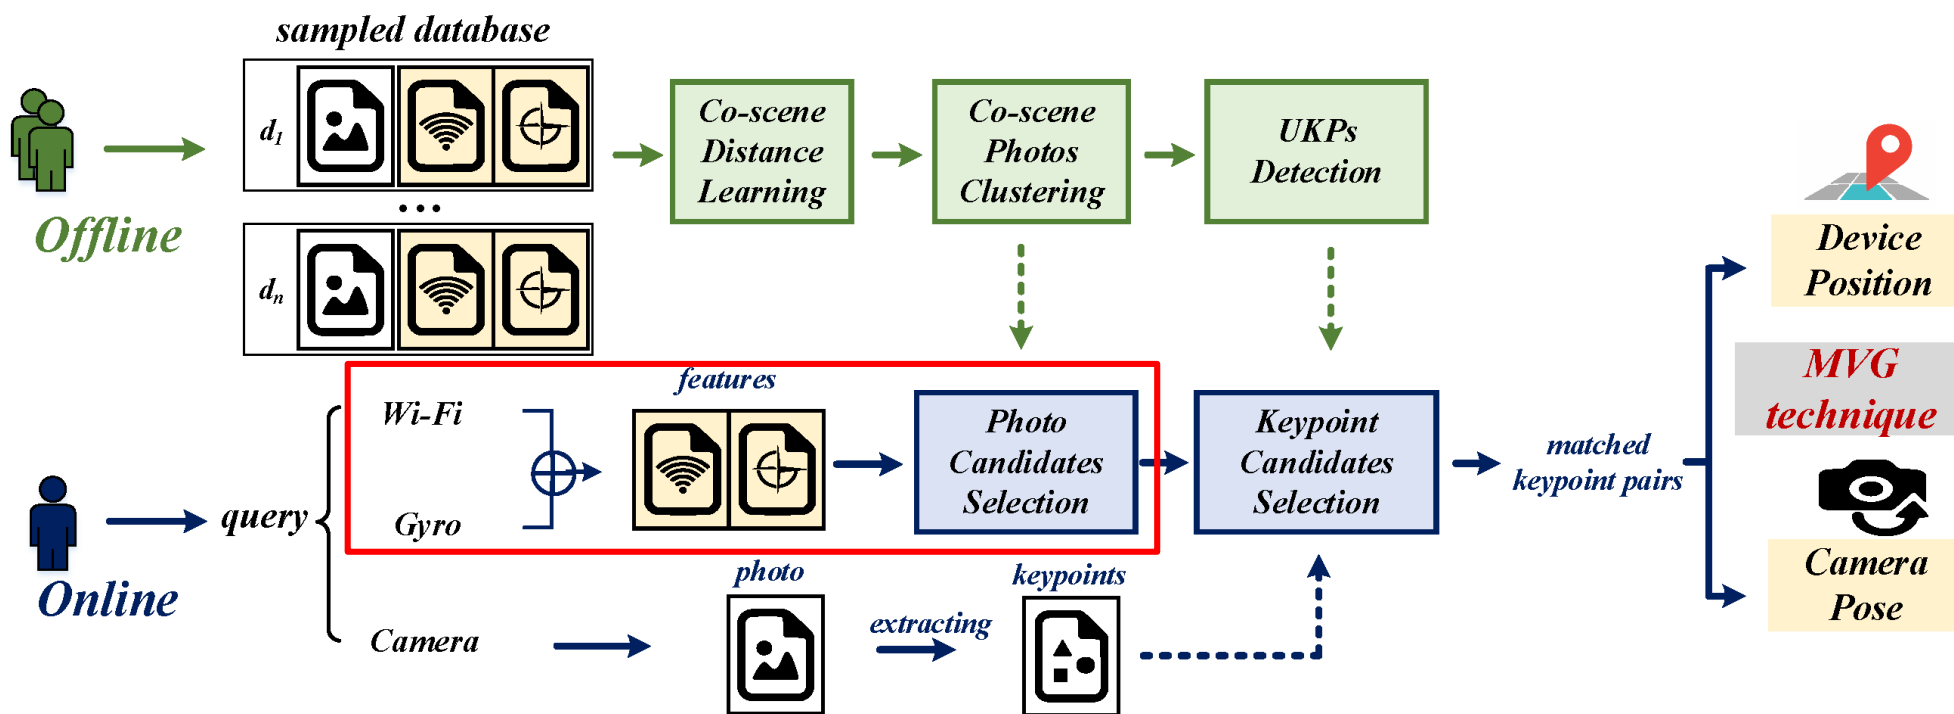 sampled database
d1
...
dn
Offline
Co-scene
Distance
Learning
Co-scene
Photos
Clustering
UKPs
Detection
Device
Position
MVG
technique
Camera
Pose
Online
query
Wi-Fi
Gyro
Camera
features
Photo
Candidates
Selection
Keypoint
Candidates
Selection
matched
keypoint pairs
photo
extracting
keypoints